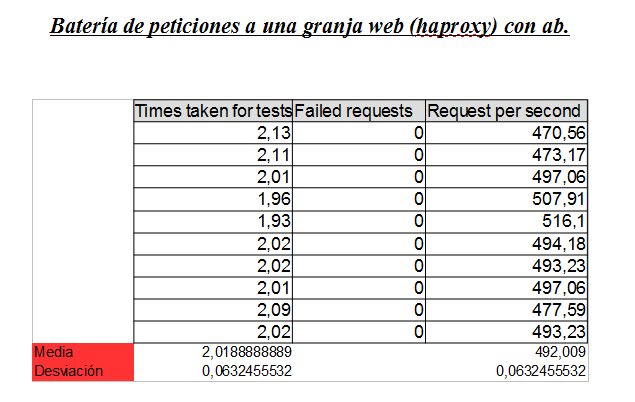 Batería de peticiones a una granja web (haproxy) con ab.
Times taken for tests Failed requests Request per second
2,13 0 470,56
2,11 0 473,17
2,01 0 497,06
1,96 0 507,91
1,93 0 516,1
2,02 0 494,18
2,02 0 493,23
2,01 0 497,06
2,09 0 477,59
2,02 0 493,23
Media 2,0188888889 492,009
Desviación 0,0632455532 0,0632455532